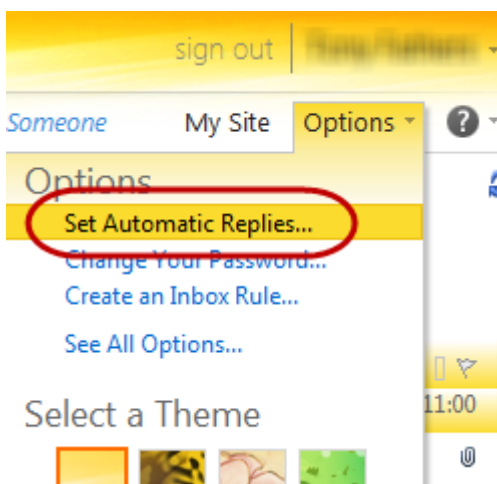 sign out
Someone My Site Options ?
Options
Set Automatic Replies...
Change Your Password...
Create an Inbox Rule...
See All Options...
Select a Theme
11:00